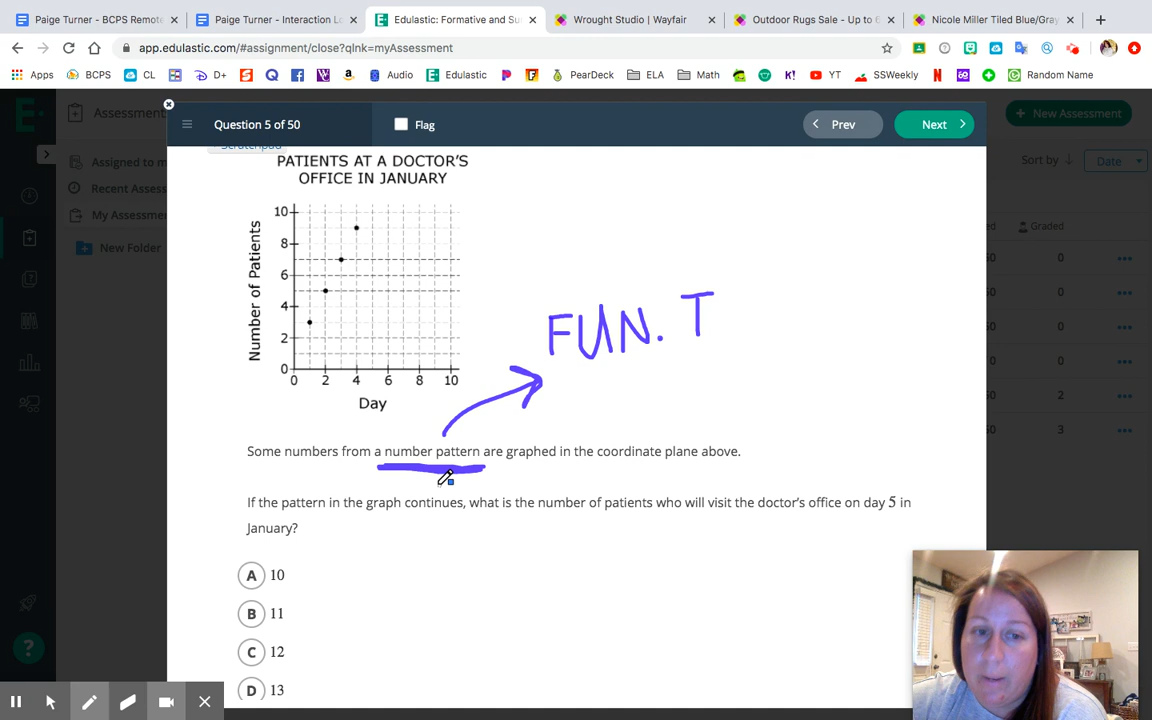 Paige Turner - BCPS Remote
Paige Turner - Interaction Lo
Edulastic: Formative and Su
Wrought Studio | Wayfair
Outdoor Rugs Sale - Up to 6
Nicole Miller Tiled Blue/Gray
app.edulastic.com/#assignment/close?qlnk=myAssessment
Apps BCPS CL D+ Audio Edulastic PearDeck ELA Math K! YT SSWeekly Random Name
Assessment
+ New Assessment
Assigned to m
Recent Assess
My Assessmen
New Folder
Sort by
Date
Graded
0
0
0
0
2
3
Question 5 of 50
Flag
Prev
Next
Scratchpad
PATIENTS AT A DOCTOR'S
OFFICE IN JANUARY
Number of Patients
10
8
6
4
2
0
0 2 4 6 8 10
Day
FUN. T
Some numbers from a number pattern are graphed in the coordinate plane above.
If the pattern in the graph continues, what is the number of patients who will visit the doctor's office on day 5 in
January?
A 10
B 11
C 12
D 13